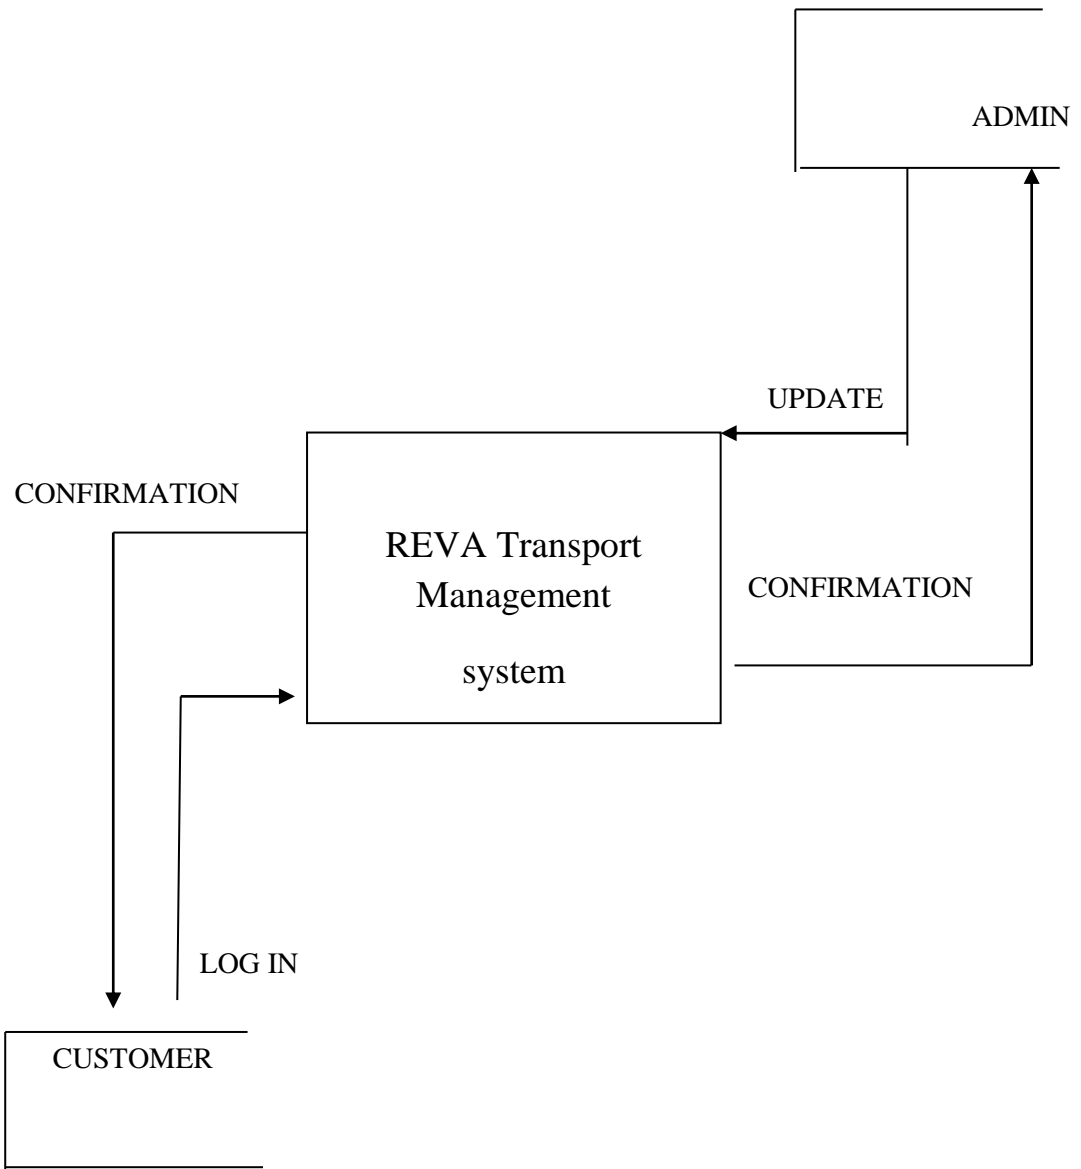 ADMIN
UPDATE
CONFIRMATION
REVA Transport
Management
system
CONFIRMATION
LOG IN
CUSTOMER